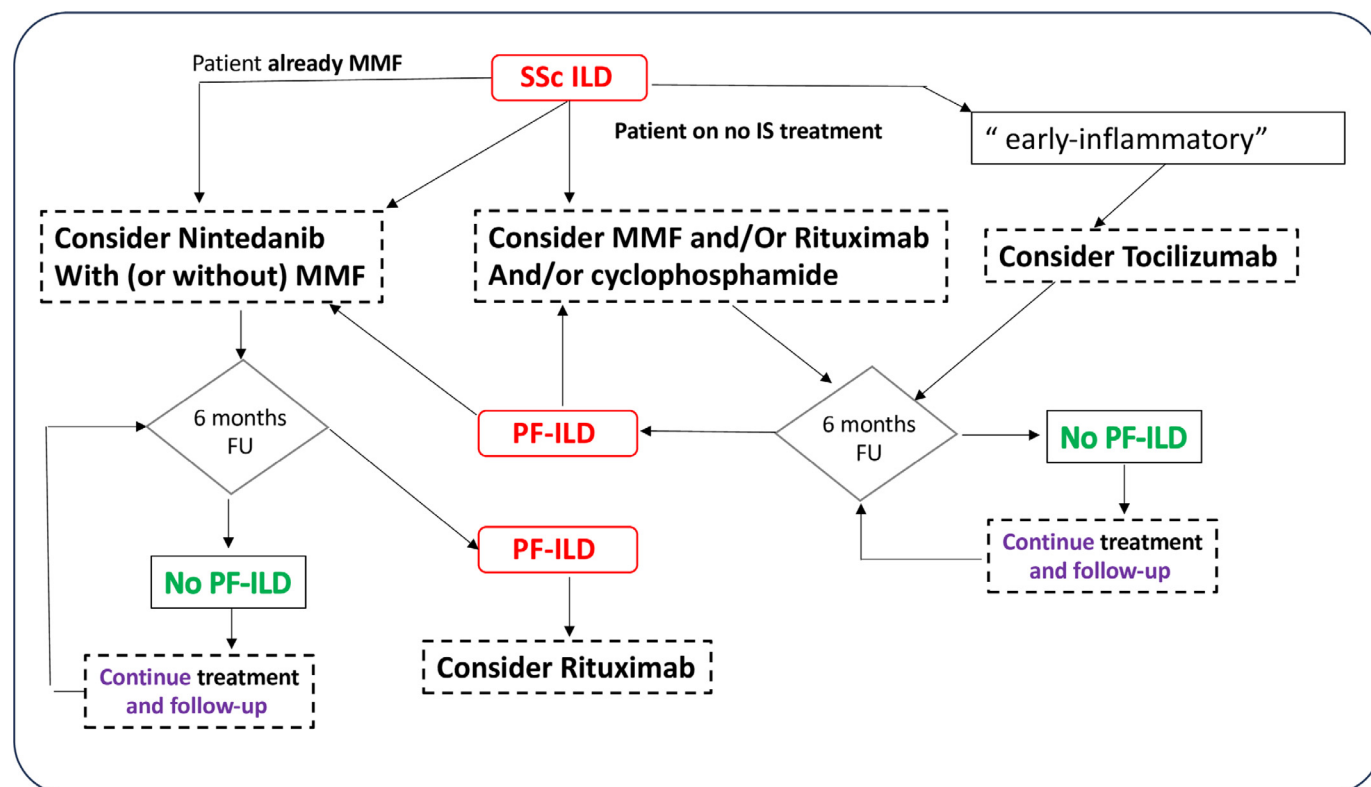 Patient already MMF
SSc ILD
Patient on no IS treatment
“ early-inflammatory”
Consider Nintedanib
With (or without) MMF
Consider MMF and/Or Rituximab
And/or cyclophosphamide
Consider Tocilizumab
6 months
FU
PF-ILD
6 months
FU
No PF-ILD
PF-ILD
Continue treatment
and follow-up
No PF-ILD
Consider Rituximab
Continue treatment
and follow-up